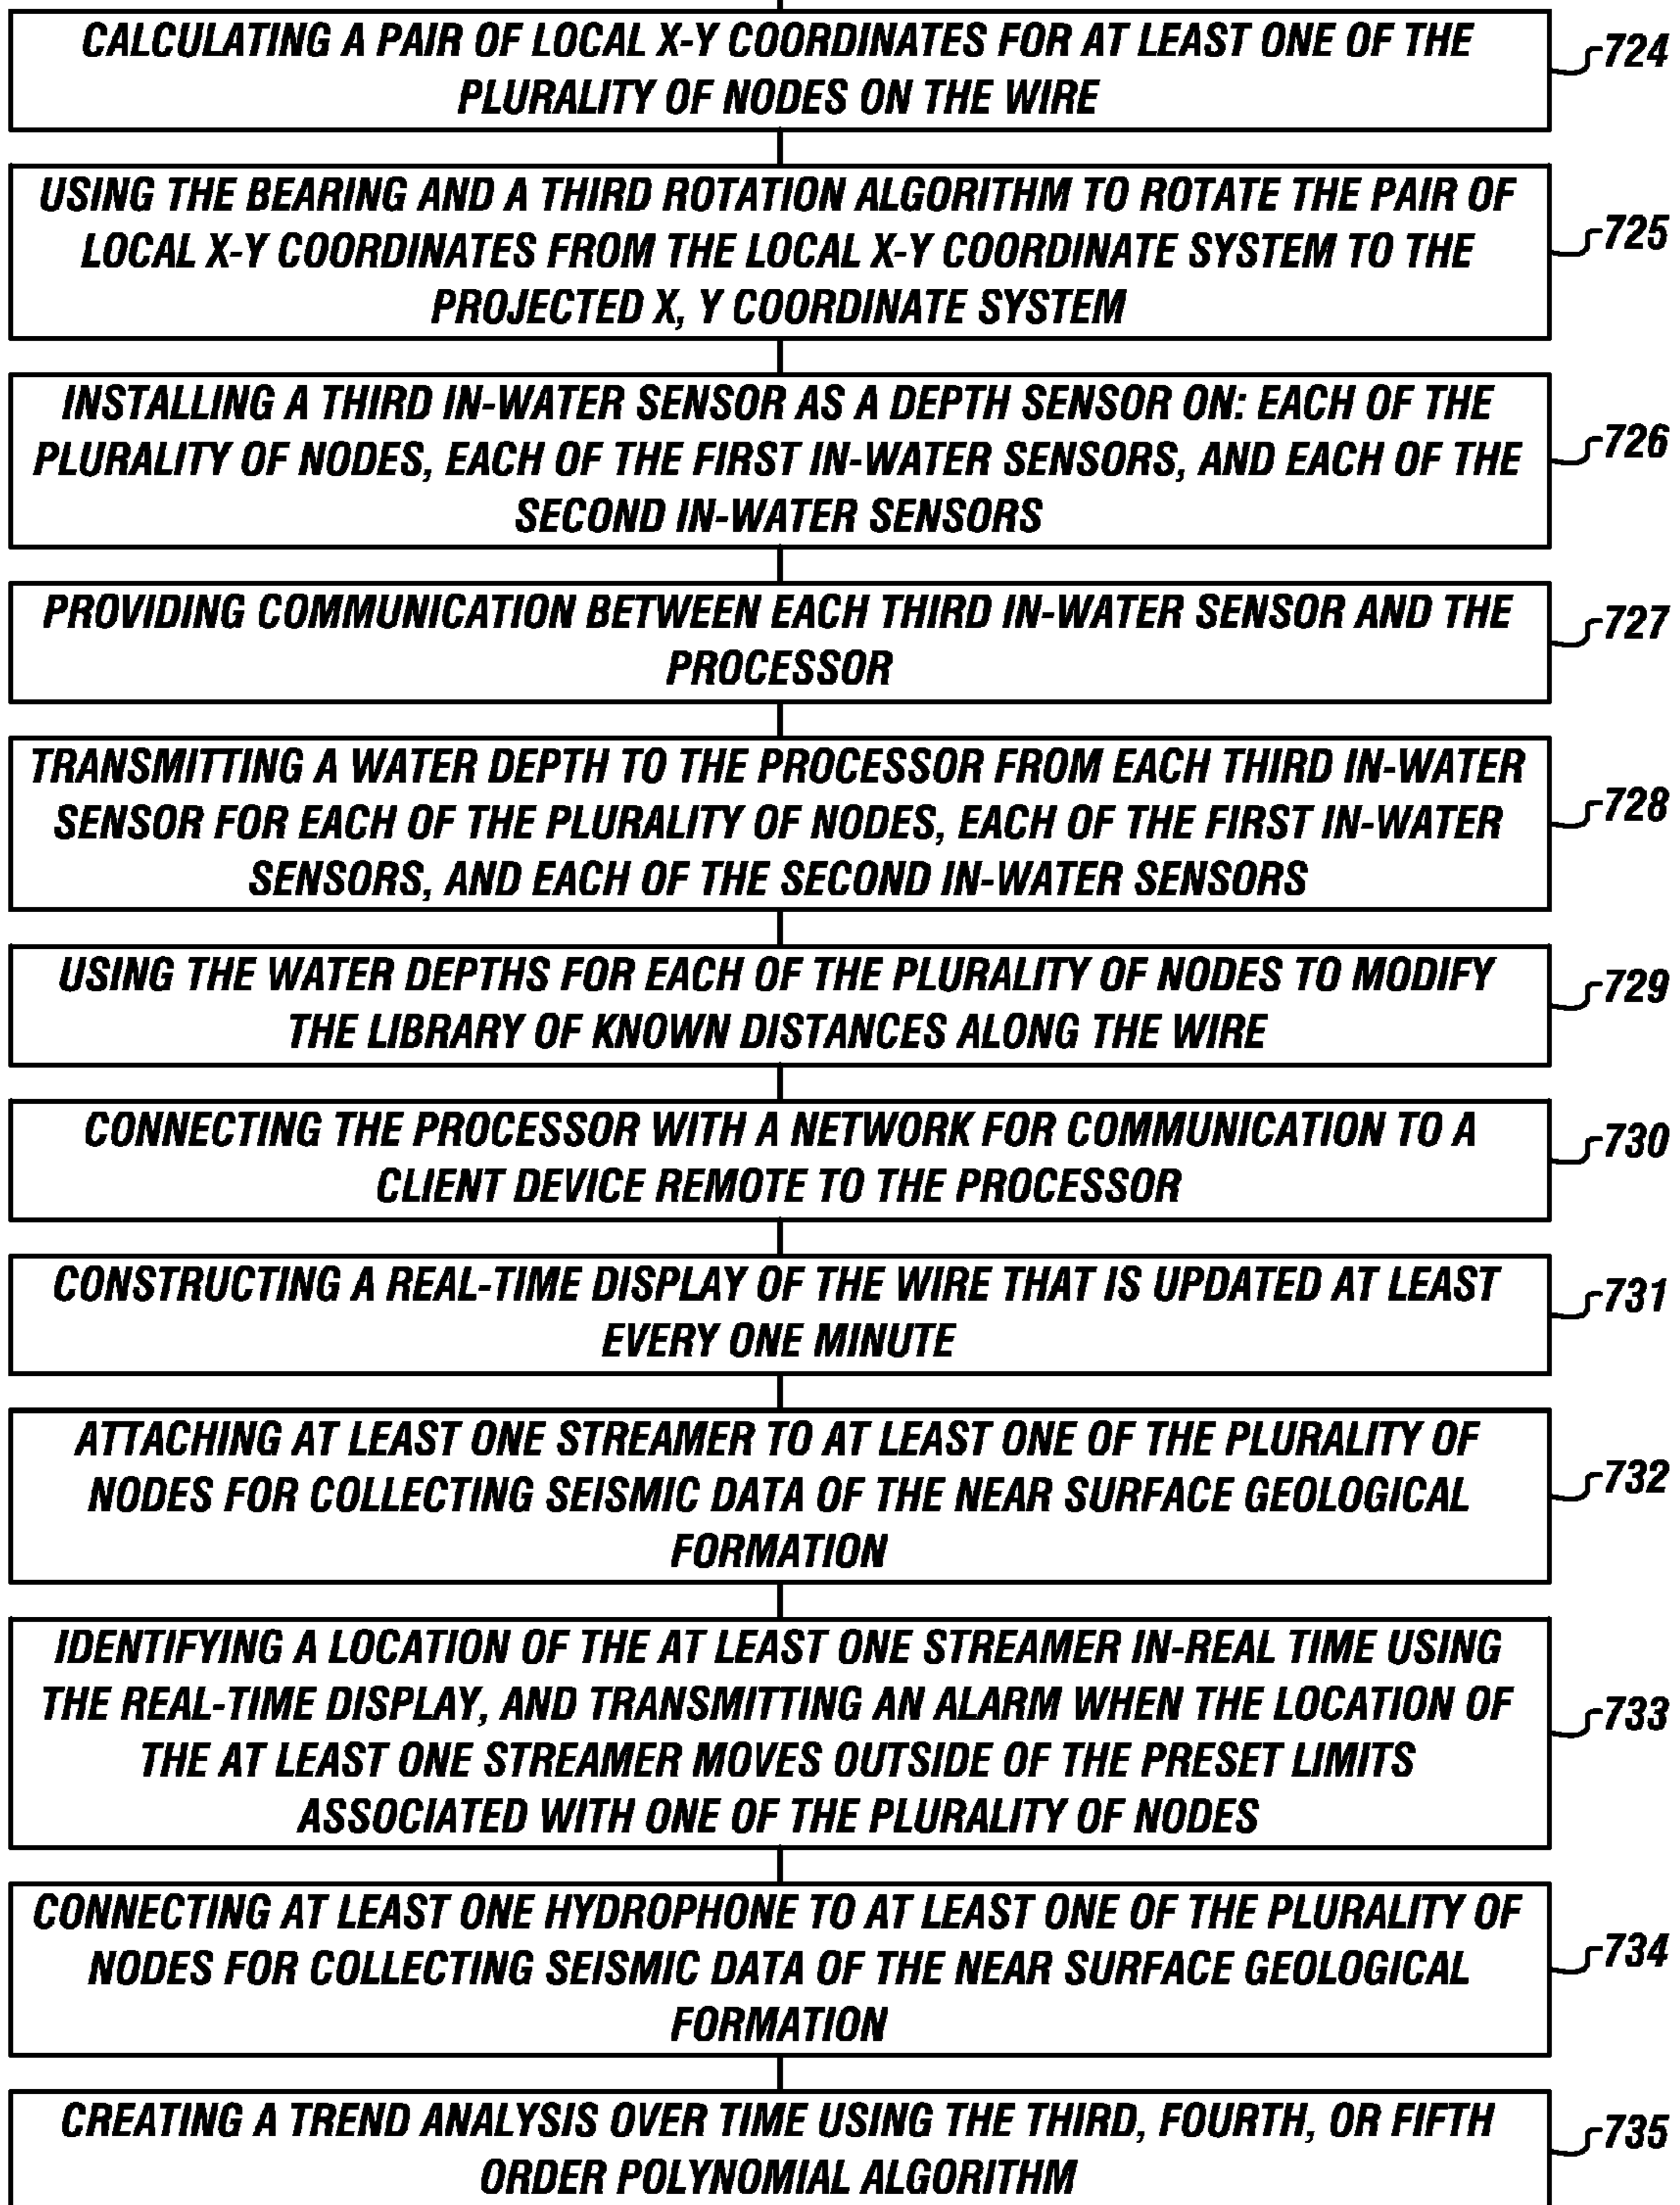 CALCULATING A PAIR OF LOCAL X-Y COORDINATES FOR AT LEAST ONE OF THE
PLURALITY OF NODES ON THE WIRE
724
USING THE BEARING AND A THIRD ROTATION ALGORITHM TO ROTATE THE PAIR OF
LOCAL X-Y COORDINATES FROM THE LOCAL X-Y COORDINATE SYSTEM TO THE
PROJECTED X, Y COORDINATE SYSTEM
725
INSTALLING A THIRD IN-WATER SENSOR AS A DEPTH SENSOR ON: EACH OF THE
PLURALITY OF NODES, EACH OF THE FIRST IN-WATER SENSORS, AND EACH OF THE
SECOND IN-WATER SENSORS
726
PROVIDING COMMUNICATION BETWEEN EACH THIRD IN-WATER SENSOR AND THE
PROCESSOR
727
TRANSMITTING A WATER DEPTH TO THE PROCESSOR FROM EACH THIRD IN-WATER
SENSOR FOR EACH OF THE PLURALITY OF NODES, EACH OF THE FIRST IN-WATER
SENSORS, AND EACH OF THE SECOND IN-WATER SENSORS
728
USING THE WATER DEPTHS FOR EACH OF THE PLURALITY OF NODES TO MODIFY
THE LIBRARY OF KNOWN DISTANCES ALONG THE WIRE
729
CONNECTING THE PROCESSOR WITH A NETWORK FOR COMMUNICATION TO A
CLIENT DEVICE REMOTE TO THE PROCESSOR
730
CONSTRUCTING A REAL-TIME DISPLAY OF THE WIRE THAT IS UPDATED AT LEAST
EVERY ONE MINUTE
731
ATTACHING AT LEAST ONE STREAMER TO AT LEAST ONE OF THE PLURALITY OF
NODES FOR COLLECTING SEISMIC DATA OF THE NEAR SURFACE GEOLOGICAL
FORMATION
732
IDENTIFYING A LOCATION OF THE AT LEAST ONE STREAMER IN-REAL TIME USING
THE REAL-TIME DISPLAY, AND TRANSMITTING AN ALARM WHEN THE LOCATION OF
THE AT LEAST ONE STREAMER MOVES OUTSIDE OF THE PRESET LIMITS
ASSOCIATED WITH ONE OF THE PLURALITY OF NODES
733
CONNECTING AT LEAST ONE HYDROPHONE TO AT LEAST ONE OF THE PLURALITY OF
NODES FOR COLLECTING SEISMIC DATA OF THE NEAR SURFACE GEOLOGICAL
FORMATION
734
CREATING A TREND ANALYSIS OVER TIME USING THE THIRD, FOURTH, OR FIFTH
ORDER POLYNOMIAL ALGORITHM
735